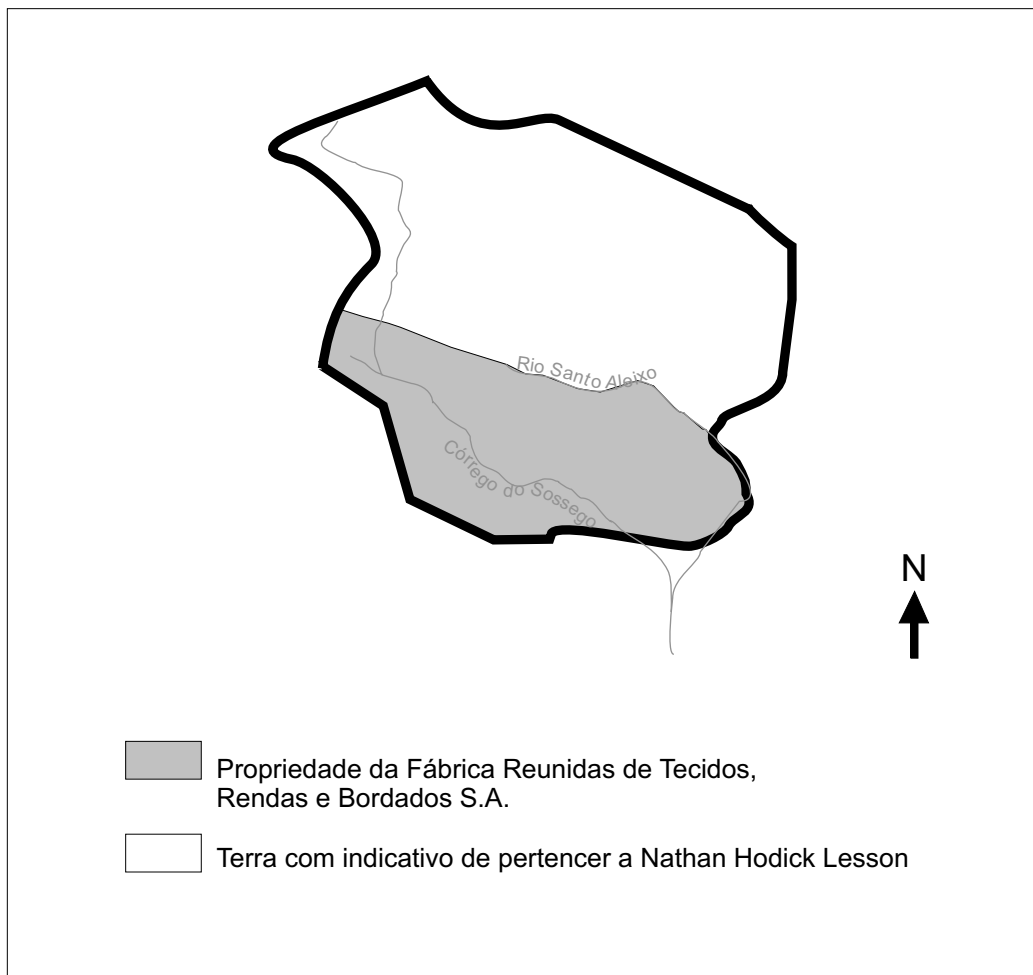 Rio Santo Aleixo
Córrego do Sossego
N
Propriedade da Fábrica Reunidas de Tecidos,
Rendas e Bordados S.A.
Terra com indicativo de pertencer a Nathan Hodick Lesson